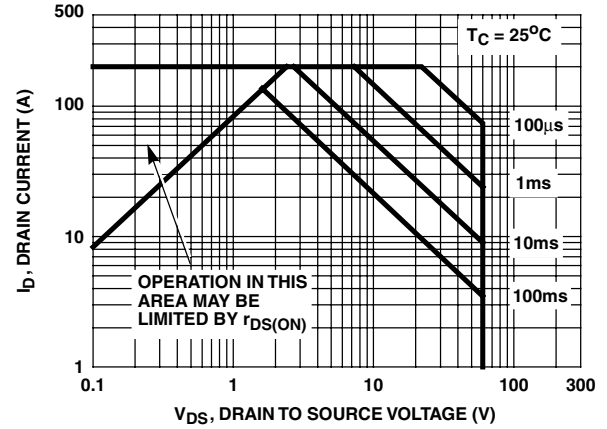 500
T_C = 25°C
100
100μs
1ms
10
10ms
OPERATION IN THIS
AREA MAY BE
LIMITED BY r_DS(ON)
100ms
1
0.1
1
10
100
300
I_D, DRAIN CURRENT (A)
V_DS, DRAIN TO SOURCE VOLTAGE (V)